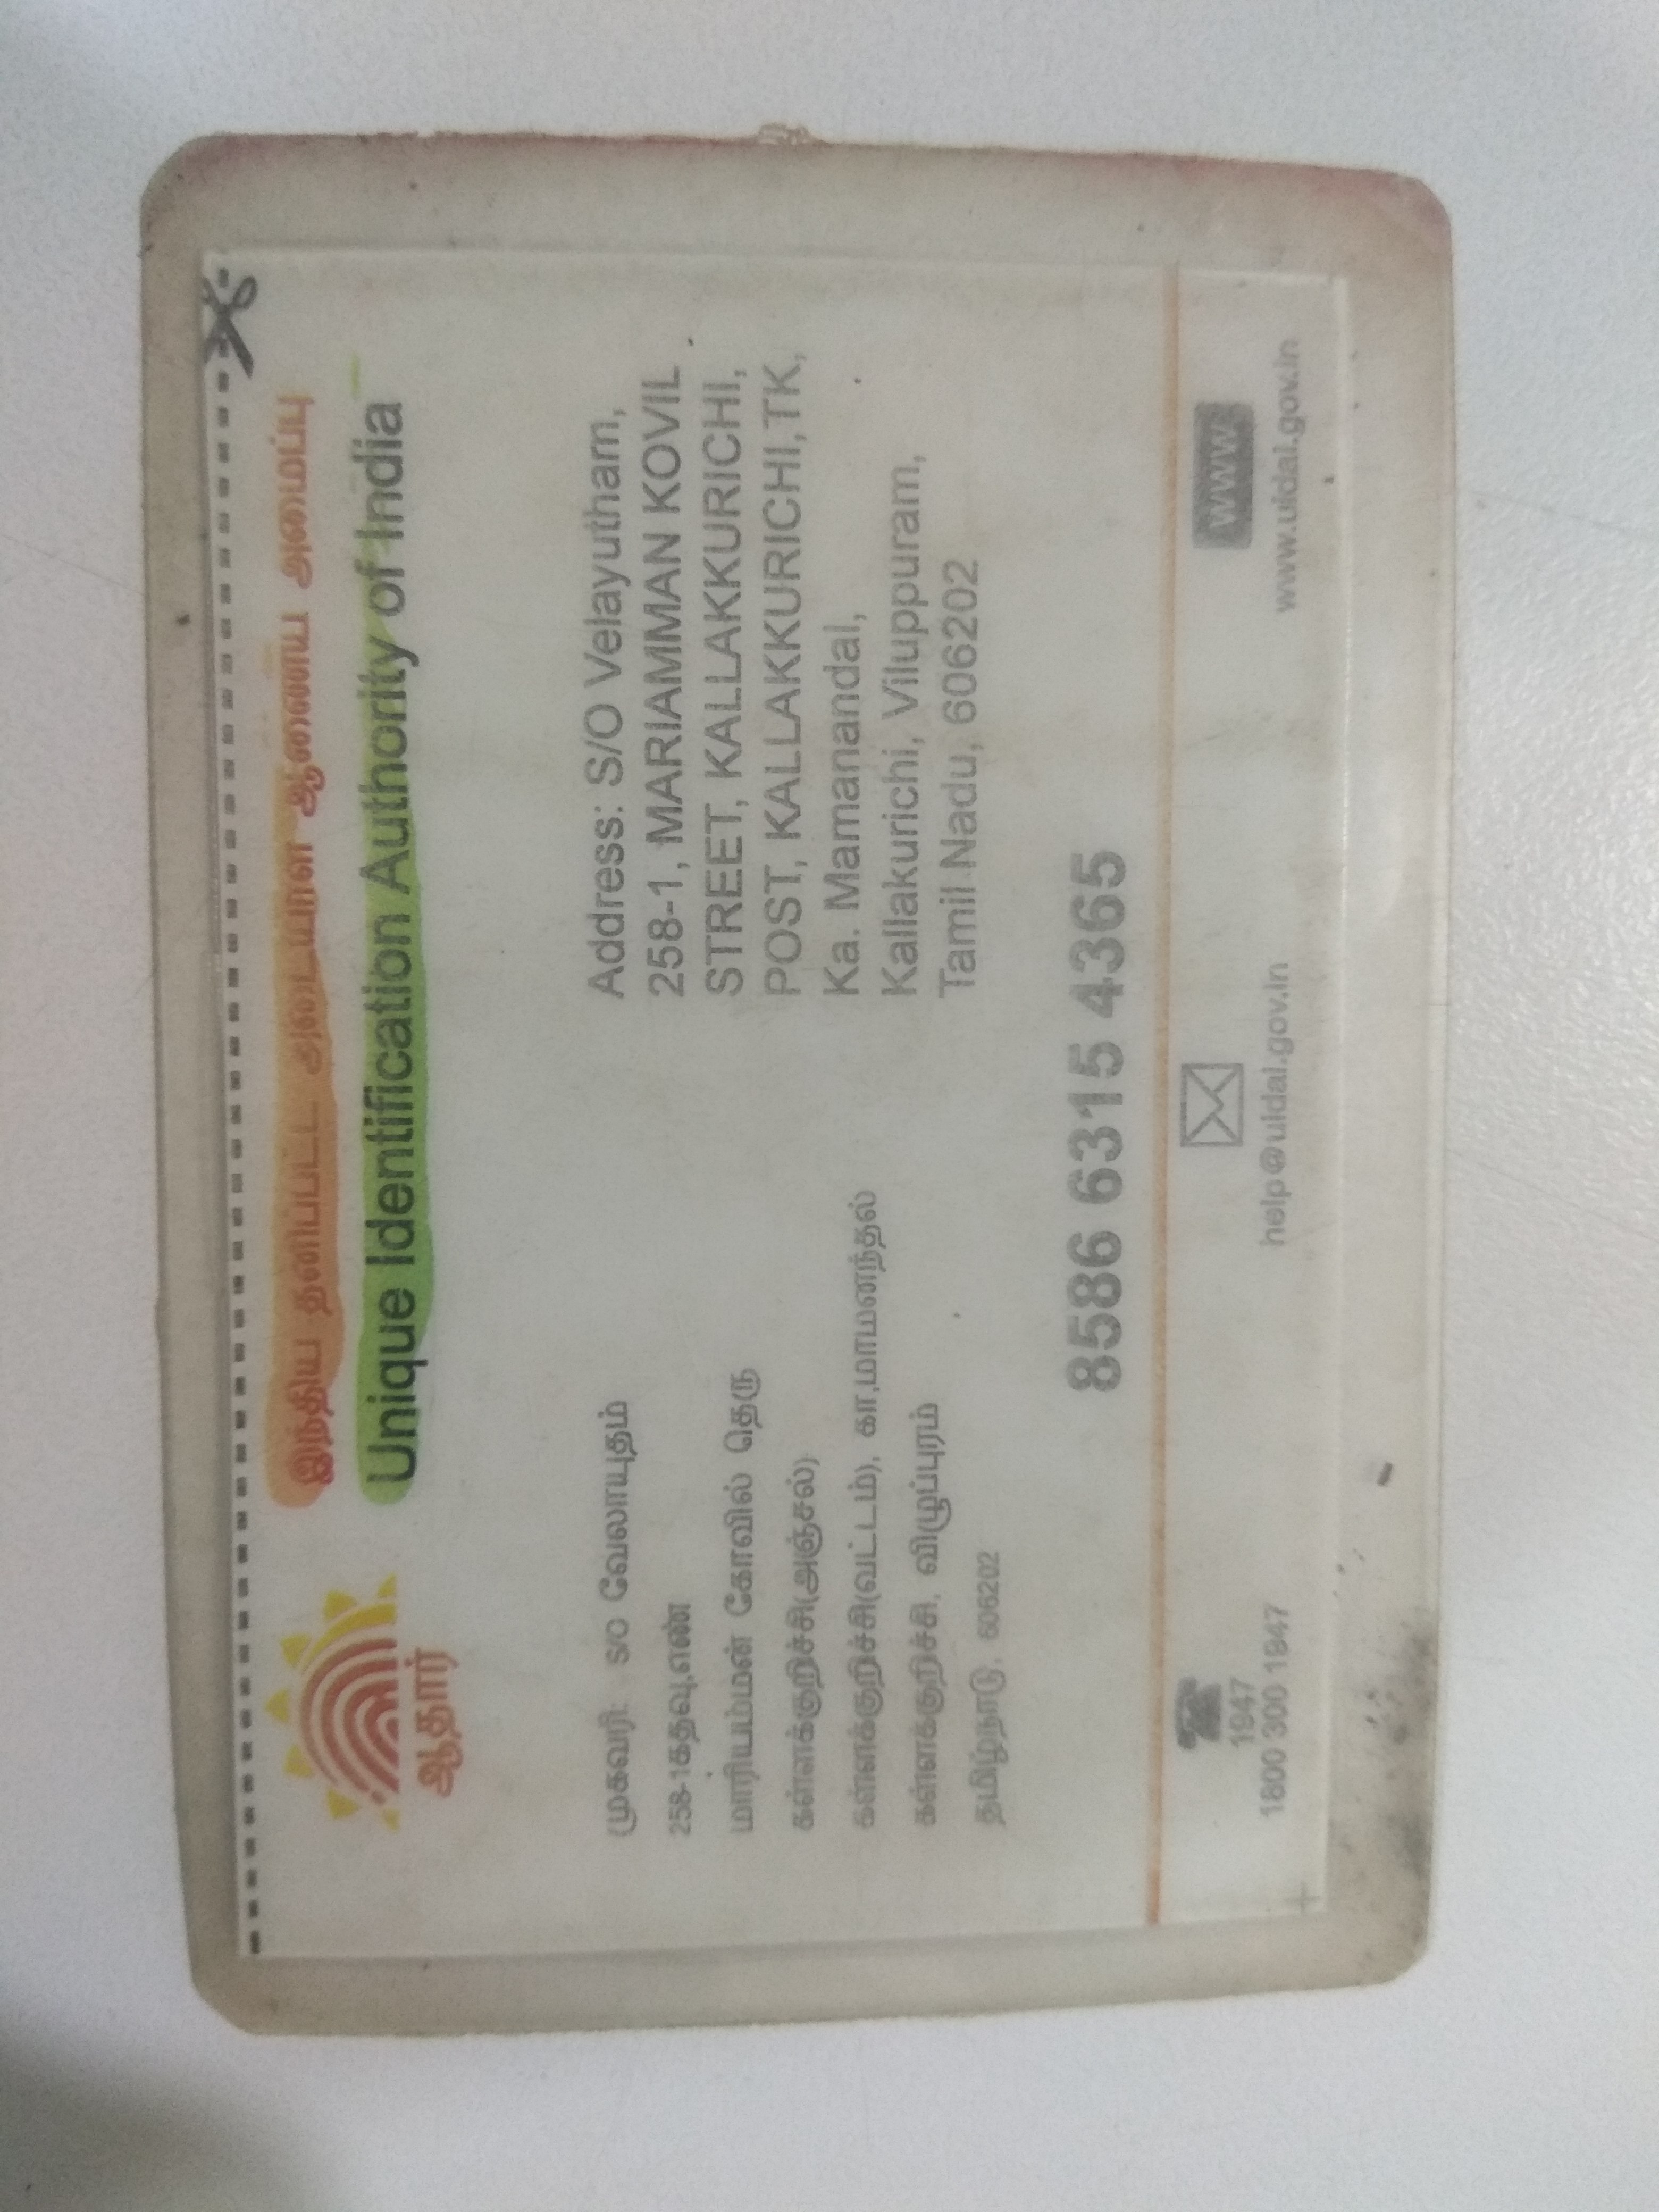 இந்திய தனிப்பட்ட அடையாள ஆணைய அமைப்பு
Unique Identification Authority of India
ஆதார்
முகவரி: S/O வேலாயுதம்
258-1கதவு,எண்
மாரியம்மன் கோவில் தெரு
கள்ளக்குறிச்சி(அஞ்சல்)
கள்ளக்குறிச்சி(வட்டம்), கா.மாமனந்தல்
கள்ளக்குறிச்சி, விழுப்புரம்
தமிழ்நாடு, 606202
Address: S/O Velayutham,
258-1, MARIAMMAN KOVIL
STREET, KALLAKKURICHI,
POST, KALLAKKURICHI,TK,
Ka. Mamanandal,
Kallakurichi, Viluppuram,
Tamil Nadu, 606202
8586 6315 4365
1947
1800 300 1947
help@uidai.gov.in
WWW
www.uidai.gov.in